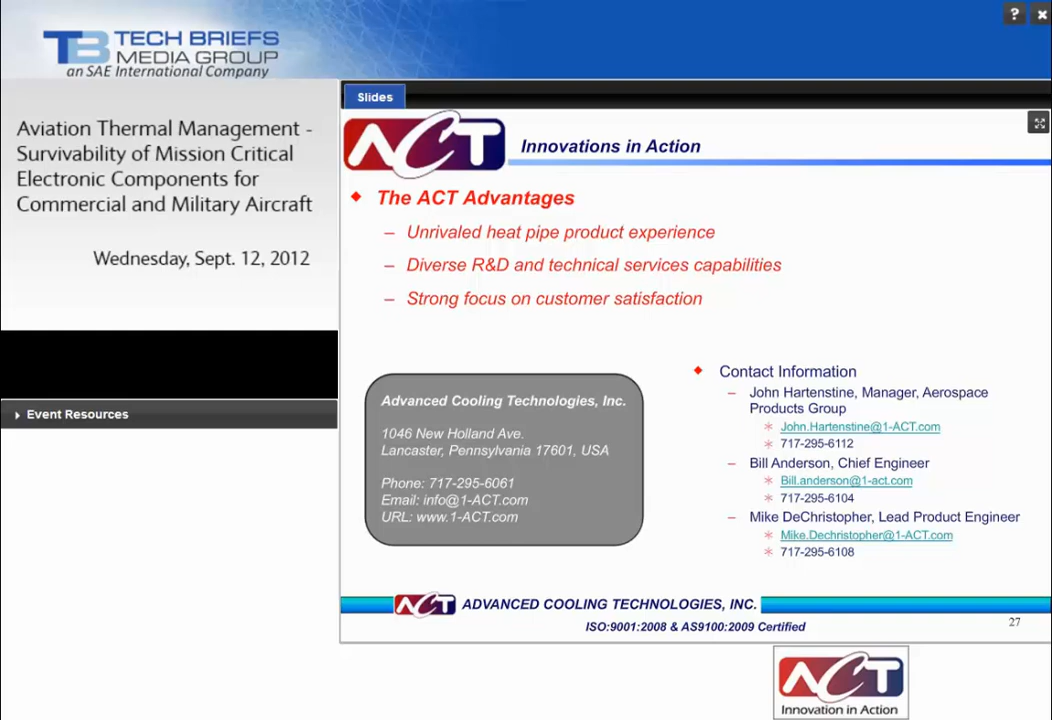 ? ×
TB TECH BRIEFS
MEDIA GROUP
an SAE International Company
Aviation Thermal Management -
Survivability of Mission Critical
Electronic Components for
Commercial and Military Aircraft
Wednesday, Sept. 12, 2012
Event Resources
Slides
ACT
Innovations in Action
The ACT Advantages
– Unrivaled heat pipe product experience
– Diverse R&D and technical services capabilities
– Strong focus on customer satisfaction
Advanced Cooling Technologies, Inc.
1046 New Holland Ave.
Lancaster, Pennsylvania 17601, USA
Phone: 717-295-6061
Email: info@1-ACT.com
URL: www.1-ACT.com
Contact Information
– John Hartenstine, Manager, Aerospace
Products Group
John.Hartenstine@1-ACT.com
717-295-6112
– Bill Anderson, Chief Engineer
Bill.anderson@1-act.com
717-295-6104
– Mike DeChristopher, Lead Product Engineer
Mike.Dechristopher@1-ACT.com
717-295-6108
ACT ADVANCED COOLING TECHNOLOGIES, INC.
ISO:9001:2008 & AS9100:2009 Certified
27
ACT
Innovation in Action